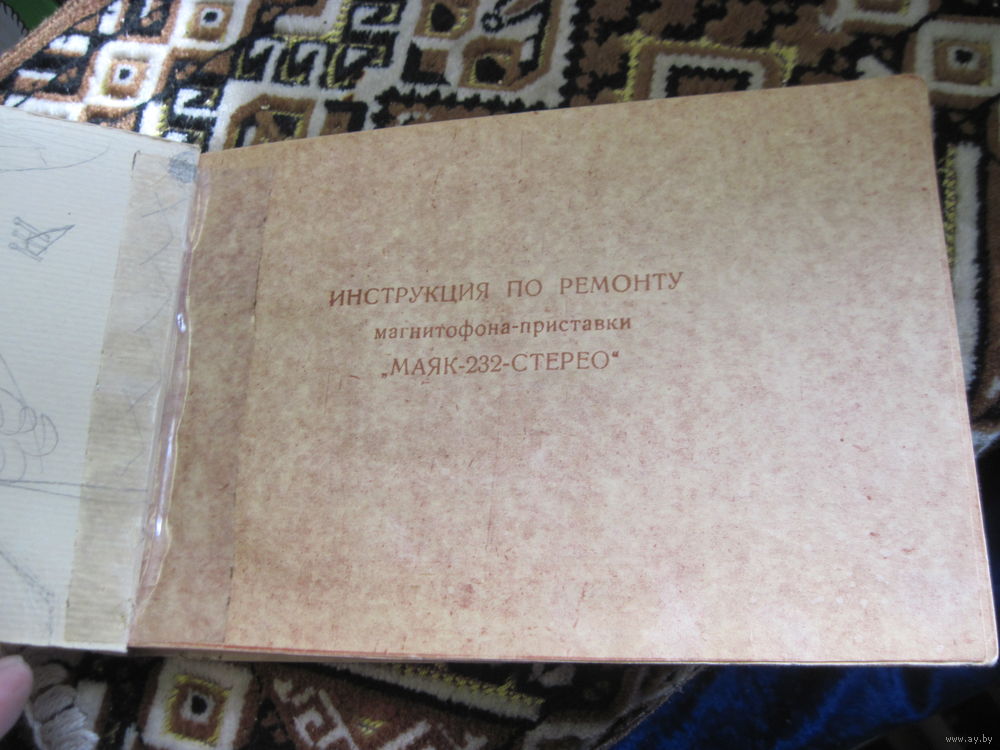 ИНСТРУКЦИЯ ПО РЕМОНТУ
магнитофона-приставки
„МАЯК-232-СТЕРЕО“
www.ay.by